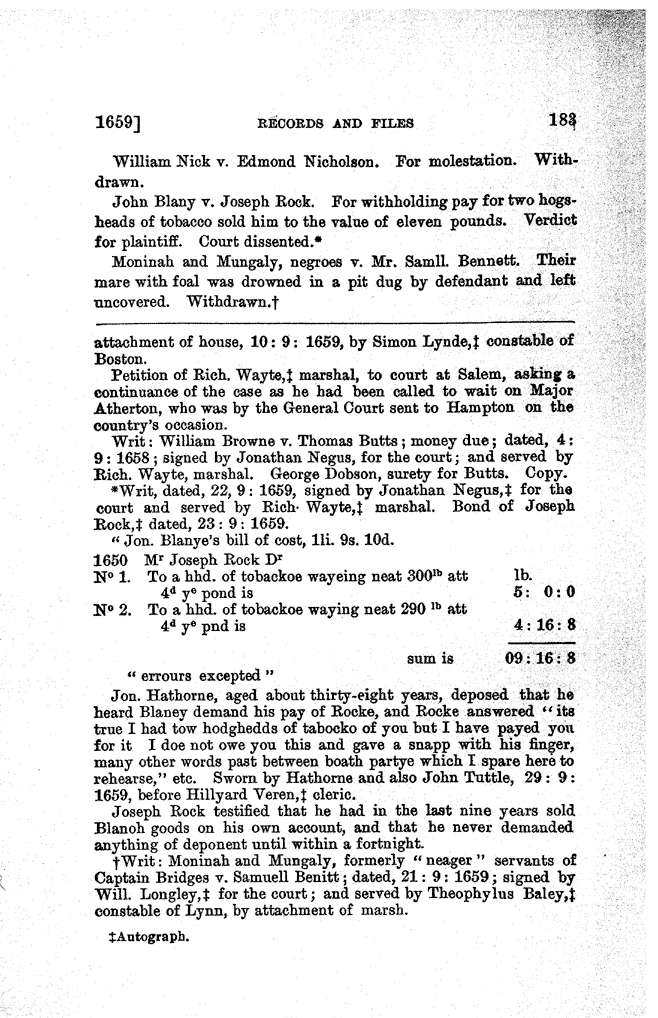 1659] RECORDS AND FILES 183
William Nick v. Edmond Nicholson. For molestation. With-
drawn.
John Blany v. Joseph Rock. For withholding pay for two hogs-
heads of tobacco sold him to the value of eleven pounds. Verdict
for plaintiff. Court dissented.*
Moninah and Mungaly, negroes v. Mr. Samll. Bennett. Their
mare with foal was drowned in a pit dug by defendant and left
uncovered. Withdrawn.†
attachment of house, 10: 9: 1659, by Simon Lynde,‡ constable of
Boston.
Petition of Rich. Wayte,‡ marshal, to court at Salem, asking a
continuance of the case as he had been called to wait on Major
Atherton, who was by the General Court sent to Hampton on the
country's occasion.
Writ: William Browne v. Thomas Butts; money due; dated, 4:
9: 1658; signed by Jonathan Negus, for the court; and served by
Rich. Wayte, marshal. George Dobson, surety for Butts. Copy.
*Writ, dated, 22, 9: 1659, signed by Jonathan Negus,‡ for the
court and served by Rich. Wayte,‡ marshal. Bond of Joseph
Rock,‡ dated, 23: 9: 1659.
"Jon. Blanye's bill of cost, 1li. 9s. 10d.
1650 Mʳ Joseph Rock Dʳ
Nº 1. To a hhd. of tobackoe wayeing neat 300ˡᵇ att lb.
4ᵈ yᵉ pond is 5: 0:0
Nº 2. To a hhd. of tobackoe waying neat 290 ˡᵇ att
4ᵈ yᵉ pnd is 4:16:8
sum is 09:16:8
" errours excepted "
Jon. Hathorne, aged about thirty-eight years, deposed that he
heard Blaney demand his pay of Rocke, and Rocke answered "its
true I had tow hodghedds of tabocko of you but I have payed you
for it I doe not owe you this and gave a snapp with his finger,
many other words past between boath partye which I spare here to
rehearse," etc. Sworn by Hathorne and also John Tuttle, 29: 9:
1659, before Hillyard Veren,‡ cleric.
Joseph Rock testified that he had in the last nine years sold
Blanoh goods on his own account, and that he never demanded
anything of deponent until within a fortnight.
†Writ: Moninah and Mungaly, formerly "neager" servants of
Captain Bridges v. Samuell Benitt; dated, 21: 9: 1659; signed by
Will. Longley,‡ for the court; and served by Theophylus Baley,‡
constable of Lynn, by attachment of marsh.
‡Autograph.